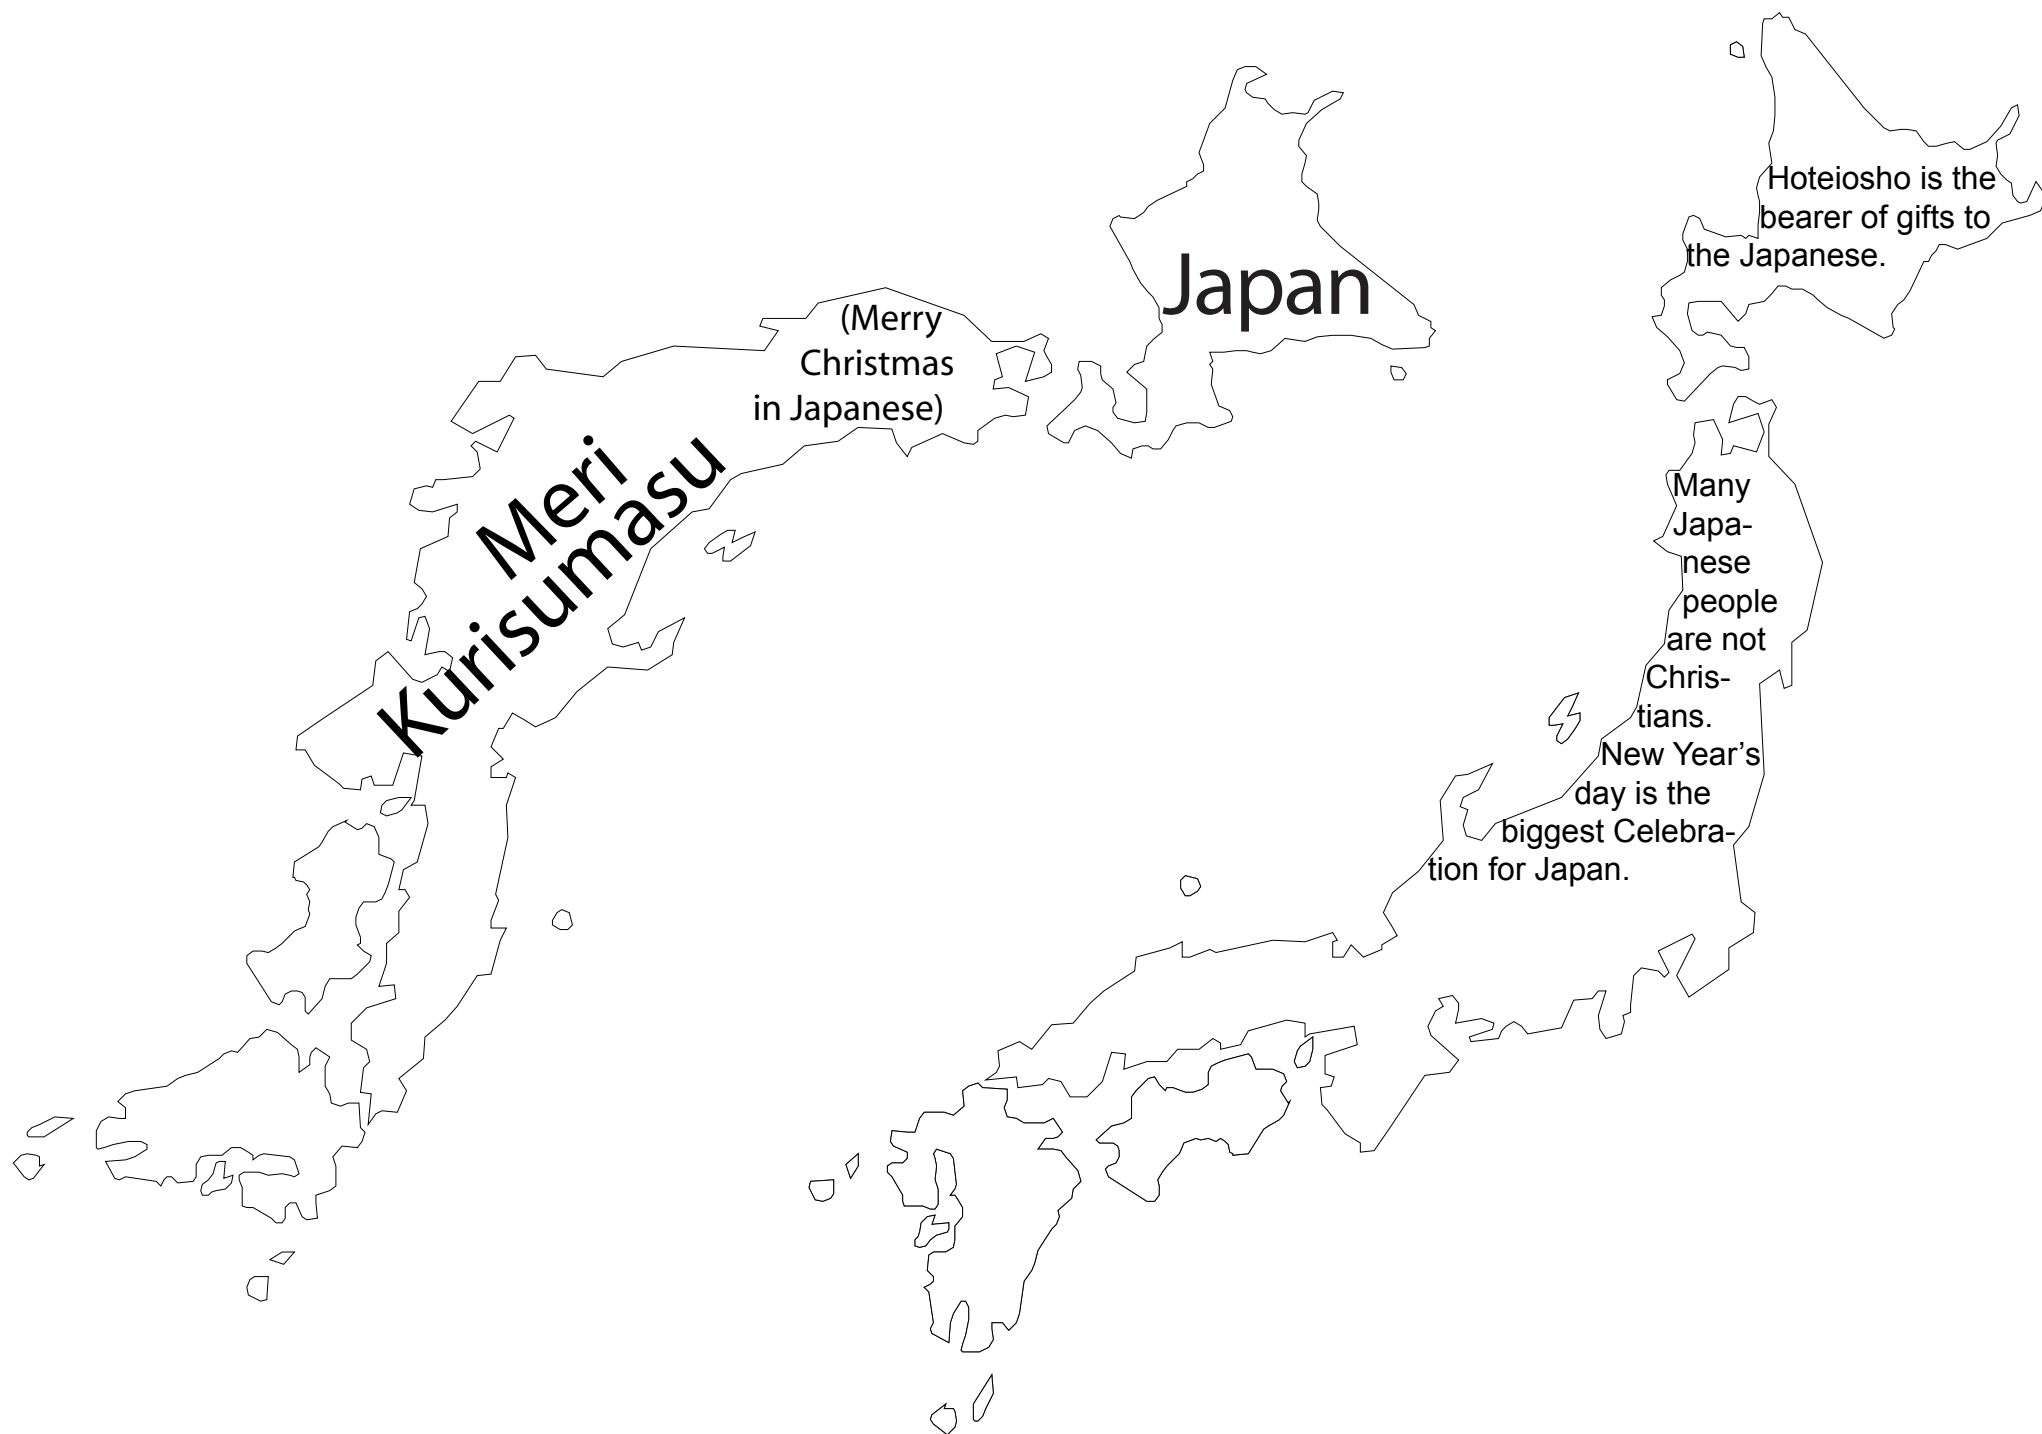 Japan
(Merry
Christmas
in Japanese)
Meri
Kurisumasu
Hoteiosho is the
bearer of gifts to
the Japanese.
Many
Japa-
nese
people
are not
Chris-
tians.
New Year’s
day is the
biggest Celebra-
tion for Japan.